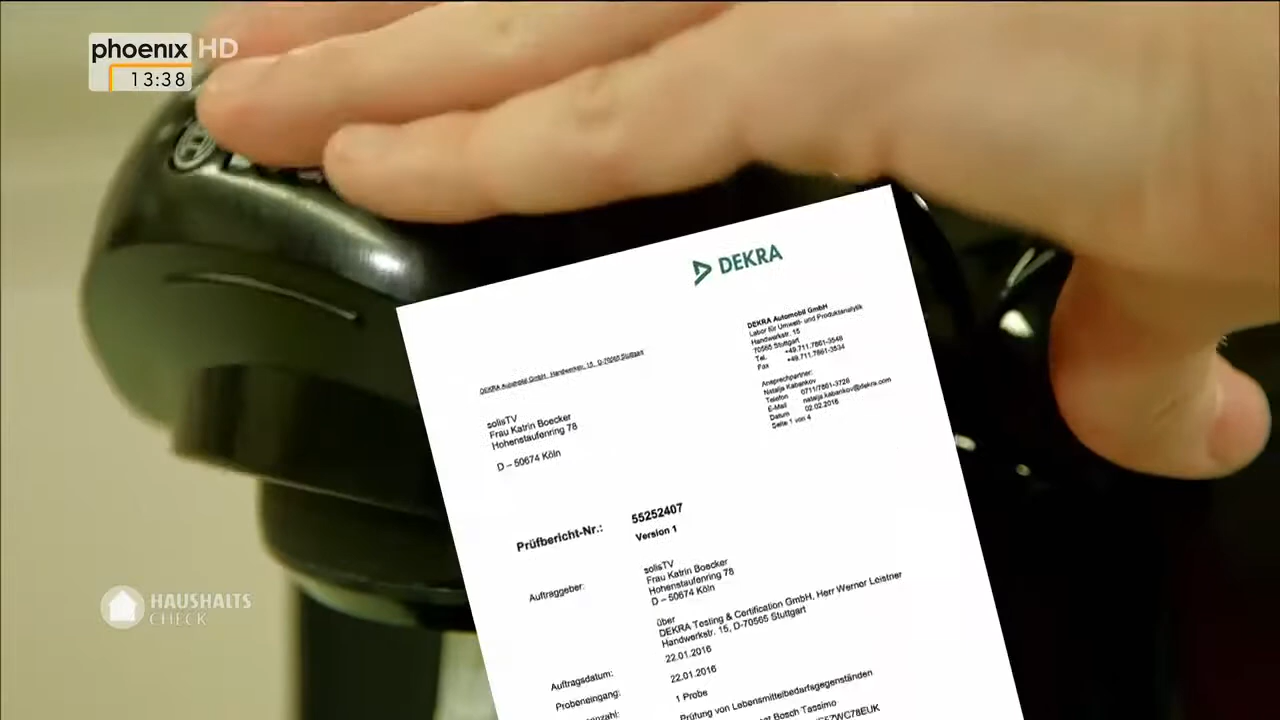 phoenix HD
13:38
DEKRA
DEKRA Automobil GmbH
Labor für Umwelt- und Produktanalytik
Handwerkstr. 15
70565 Stuttgart
Tel. +49.711.7861-3548
Fax +49.711.7861-3534
Ansprechpartner:
Natalja Kabankov
Telefon 0711/7861-3726
E-Mail natalja.kabankov@dekra.com
Datum 02.02.2016
Seite 1 von 4
DEKRA Automobil GmbH Handwerkstr. 15 D-70565 Stuttgart
solisTV
Frau Katrin Boecker
Hohenstaufenring 78
D – 50674 Köln
Prüfbericht-Nr.: 55252407
Version 1
Auftraggeber: solisTV
Frau Katrin Boecker
Hohenstaufenring 78
D – 50674 Köln
über
DEKRA Testing & Certification GmbH, Herr Werner Leistner
Handwerkstr. 15, D-70565 Stuttgart
Auftragsdatum: 22.01.2016
Probeneingang: 22.01.2016
1 Probe
Prüfung von Lebensmittelbedarfsgegenständen
Bosch Tassimo
HAUSHALTS
CHECK